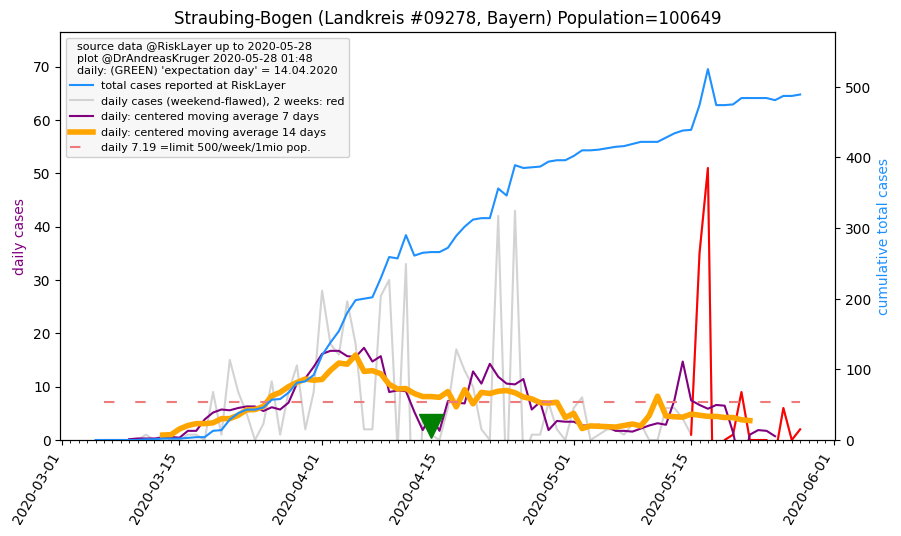 Straubing-Bogen (Landkreis #09278, Bayern) Population=100649
source data @RiskLayer up to 2020-05-28
plot @DrAndreasKruger 2020-05-28 01:48
daily: (GREEN) 'expectation day' = 14.04.2020
total cases reported at RiskLayer
daily cases (weekend-flawed), 2 weeks: red
daily: centered moving average 7 days
daily: centered moving average 14 days
daily 7.19 =limit 500/week/1mio pop.
daily cases
70
60
50
40
30
20
10
0
cumulative total cases
500
400
300
200
100
0
2020-03-01
2020-03-15
2020-04-01
2020-04-15
2020-05-01
2020-05-15
2020-06-01